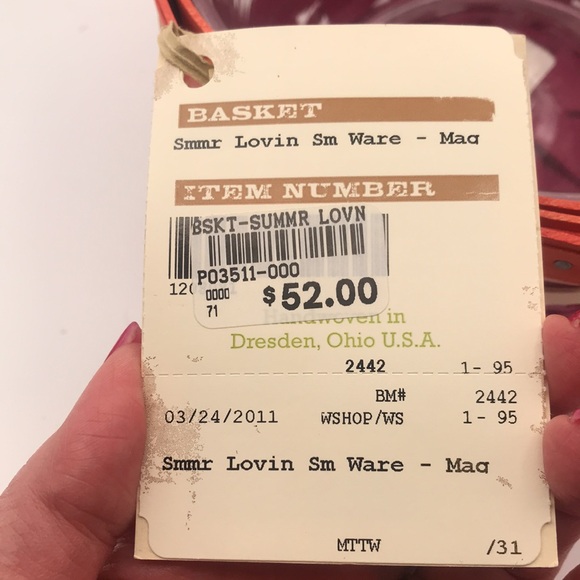 BASKET
Smmr Lovin Sm Ware - Mag
ITEM NUMBER
BSKT-SUMMR LOVN
P03511-000
0000
71
$52.00
Handwoven in
Dresden, Ohio U.S.A.
2442 1- 95
BM# 2442
03/24/2011 WSHOP/WS 1- 95
Smmr Lovin Sm Ware - Mag
MTTW /31